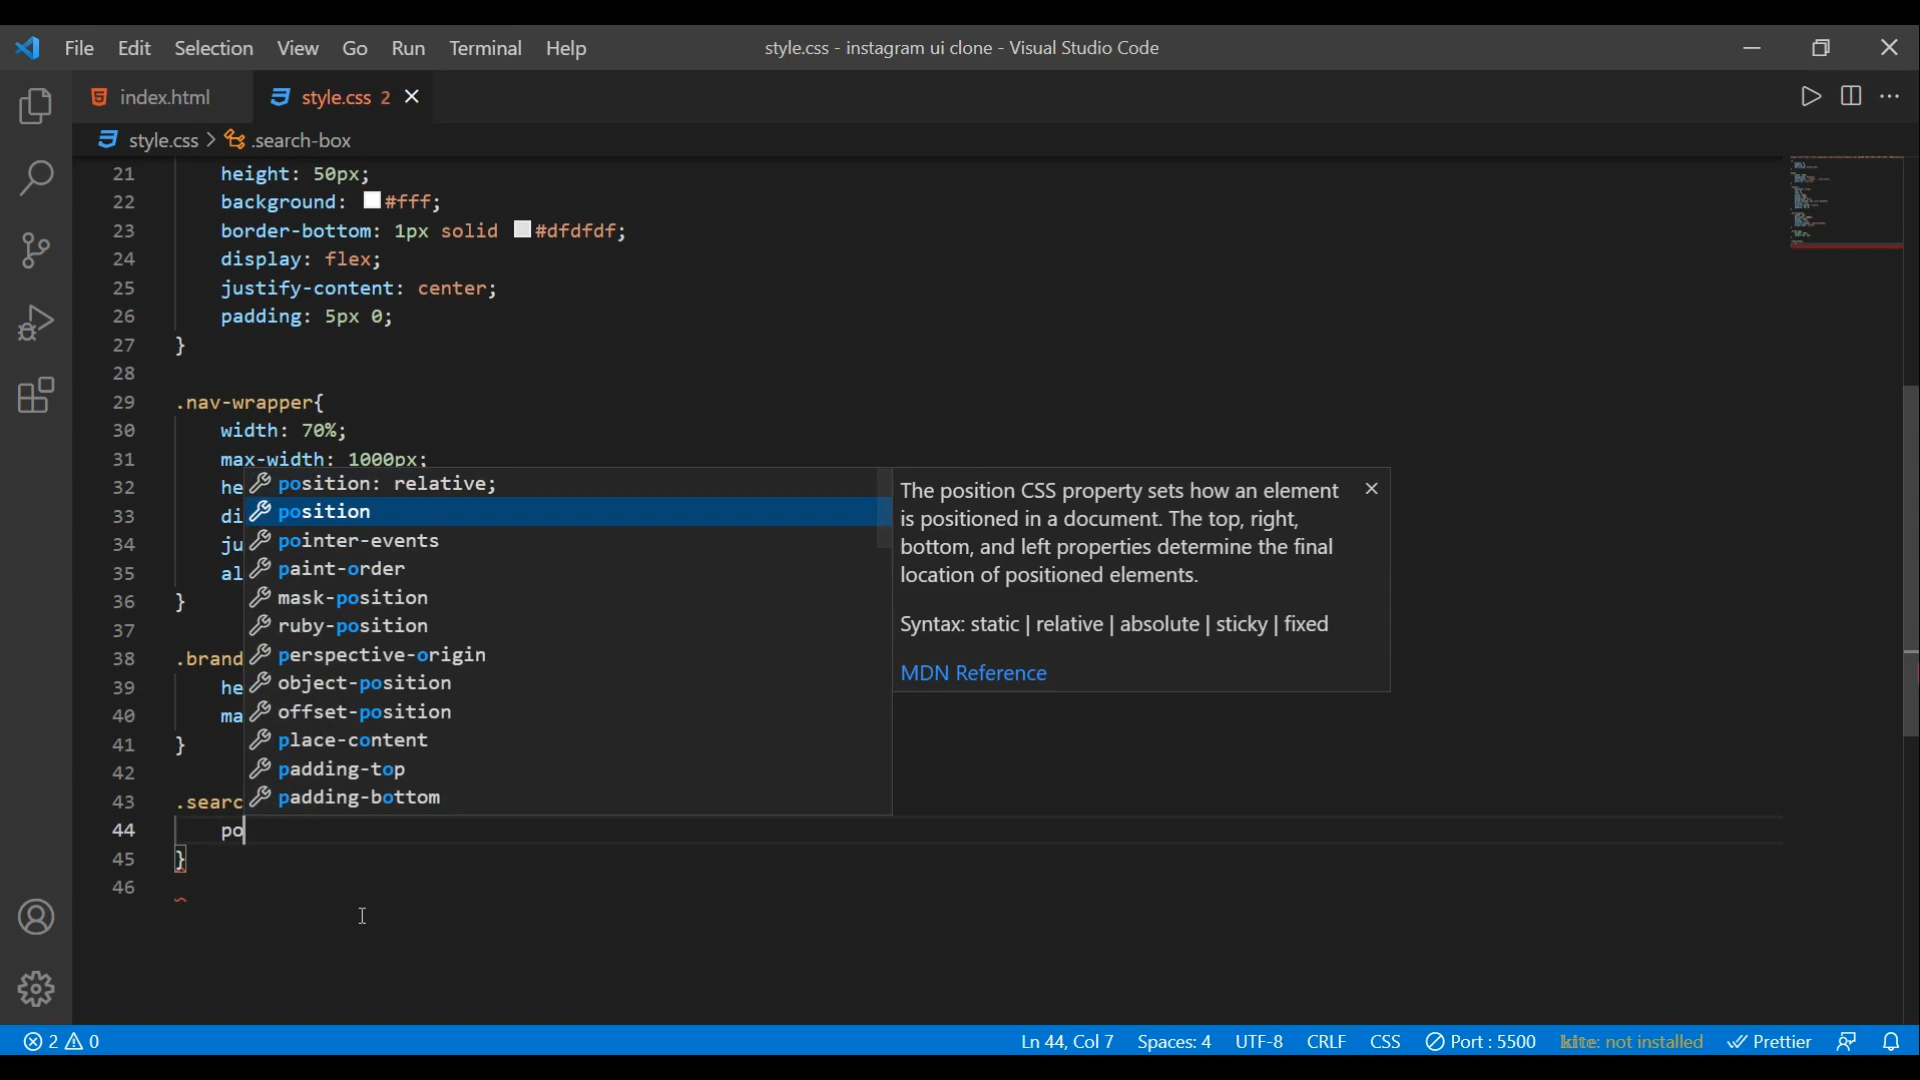 File Edit Selection View Go Run Terminal Help style.css - instagram ui clone - Visual Studio Code
index.html style.css 2
style.css > .search-box
21 height: 50px;
22 background: #fff;
23 border-bottom: 1px solid #dfdfdf;
24 display: flex;
25 justify-content: center;
26 padding: 5px 0;
27 }
28
29 .nav-wrapper{
30 width: 70%;
31 max-width: 1000px;
32 he
33 di
34 ju
35 al
36 }
37
38 .brand
39 he
40 ma
41 }
42
43 .searc
44 po
45 }
46
position: relative;
position
pointer-events
paint-order
mask-position
ruby-position
perspective-origin
object-position
offset-position
place-content
padding-top
padding-bottom
The position CSS property sets how an element
is positioned in a document. The top, right,
bottom, and left properties determine the final
location of positioned elements.
Syntax: static | relative | absolute | sticky | fixed
MDN Reference
2 0 Ln 44, Col 7 Spaces: 4 UTF-8 CRLF CSS Port : 5500 kite: not installed Prettier